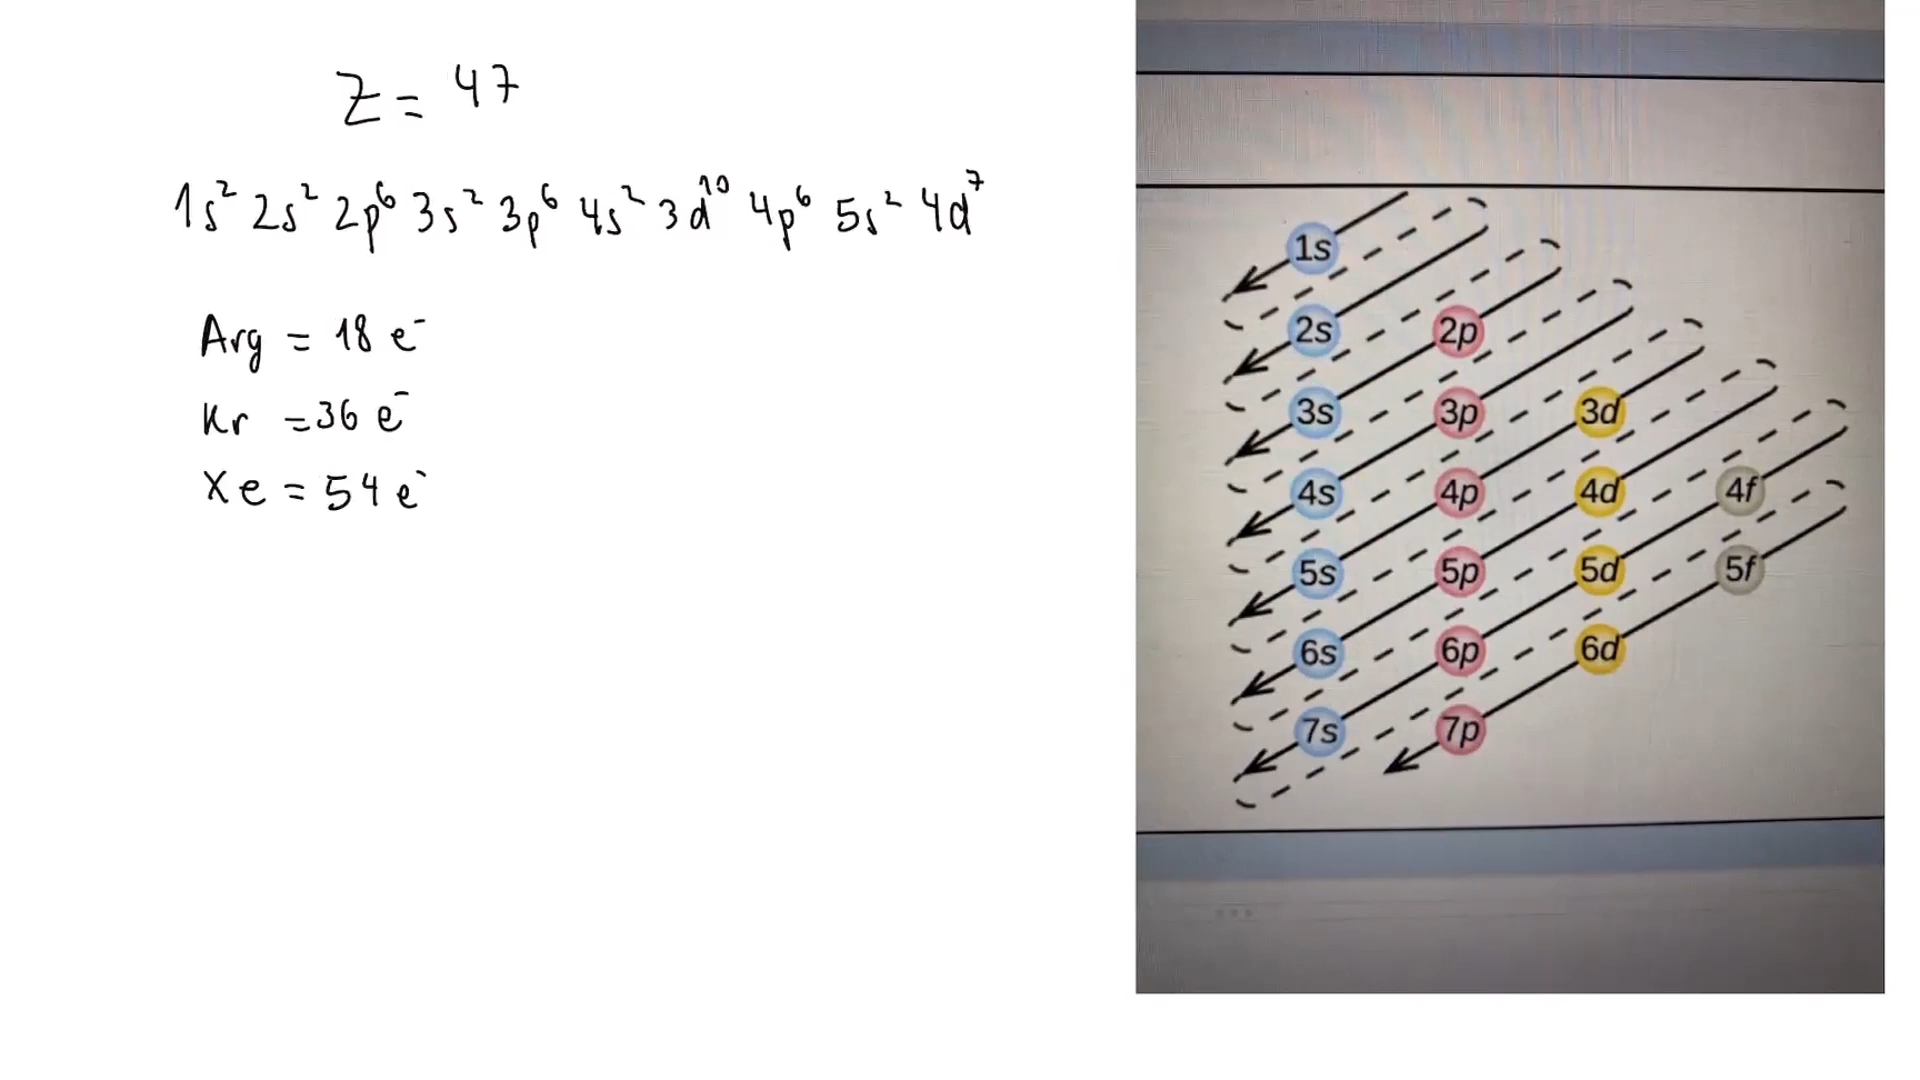 Z = 47
1s² 2s² 2p⁶ 3s² 3p⁶ 4s² 3d¹⁰ 4p⁶ 5s² 4d⁷
Arg = 18 e⁻
Kr = 36 e⁻
Xe = 54 e⁻
1s
2s 2p
3s 3p 3d
4s 4p 4d 4f
5s 5p 5d 5f
6s 6p 6d
7s 7p